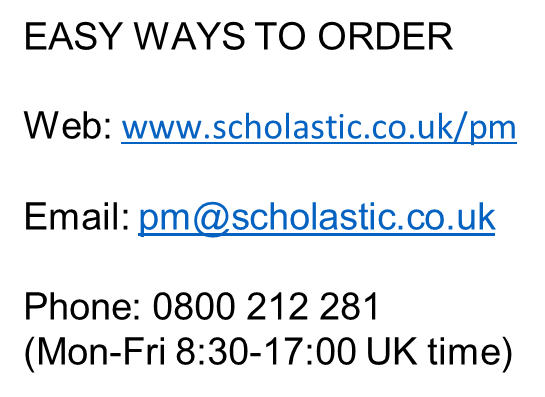 EASY WAYS TO ORDER
Web: www.scholastic.co.uk/pm
Email: pm@scholastic.co.uk
Phone: 0800 212 281
(Mon-Fri 8:30-17:00 UK time)